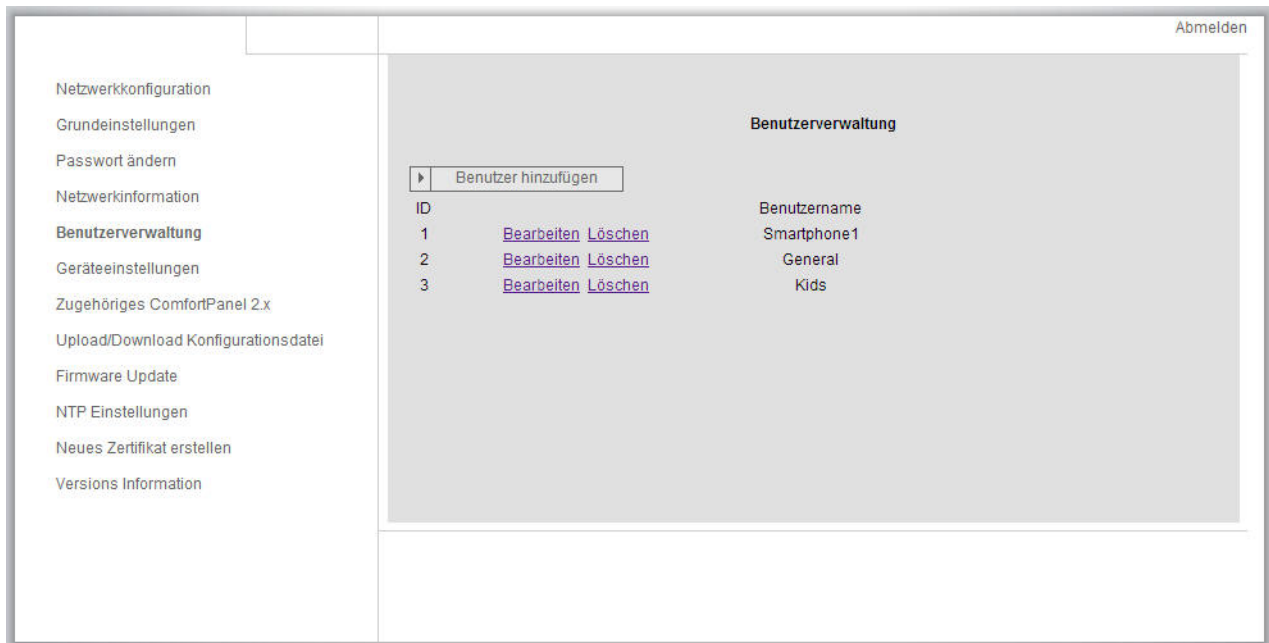 Abmelden
Netzwerkkonfiguration
Grundeinstellungen
Passwort ändern
Netzwerkinformation
Benutzerverwaltung
Geräteeinstellungen
Zugehöriges ComfortPanel 2.x
Upload/Download Konfigurationsdatei
Firmware Update
NTP Einstellungen
Neues Zertifikat erstellen
Versions Information
Benutzerverwaltung
Benutzer hinzufügen
ID Benutzername
1 Bearbeiten Löschen Smartphone1
2 Bearbeiten Löschen General
3 Bearbeiten Löschen Kids